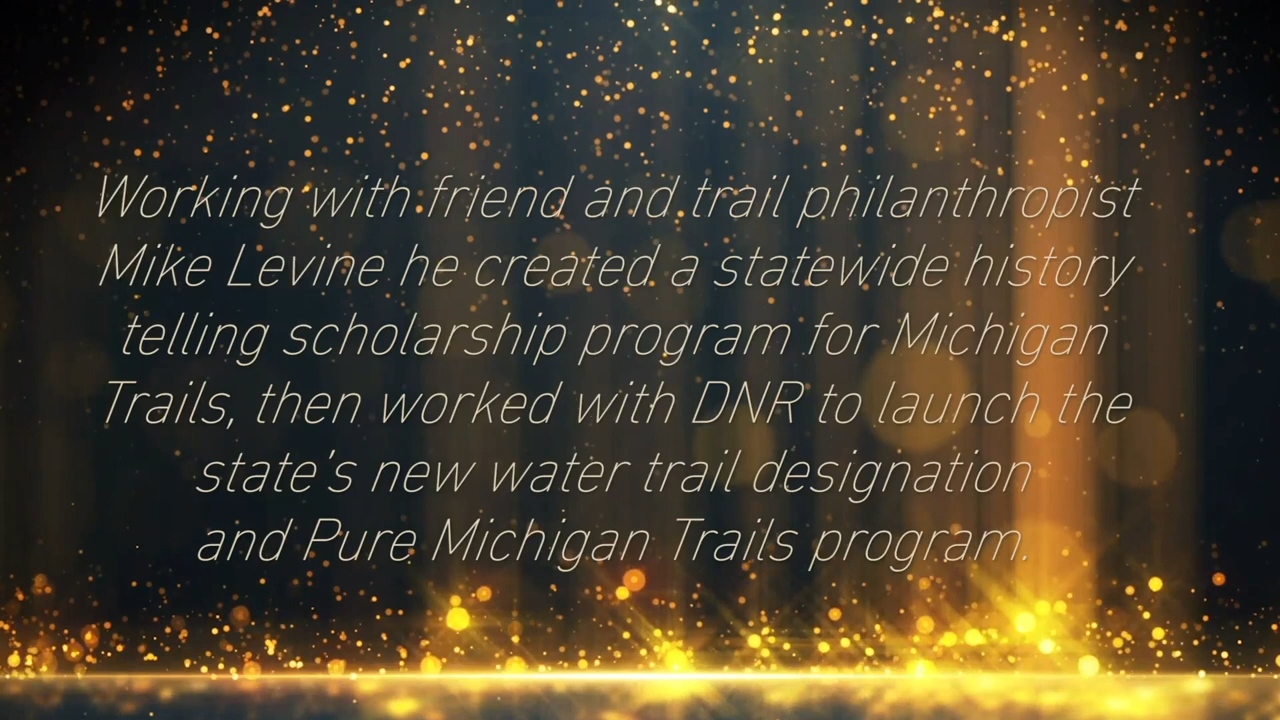 Working with friend and trail philanthropist
Mike Levine he created a statewide history
telling scholarship program for Michigan
Trails, then worked with DNR to launch the
state's new water trail designation
and Pure Michigan Trails program.